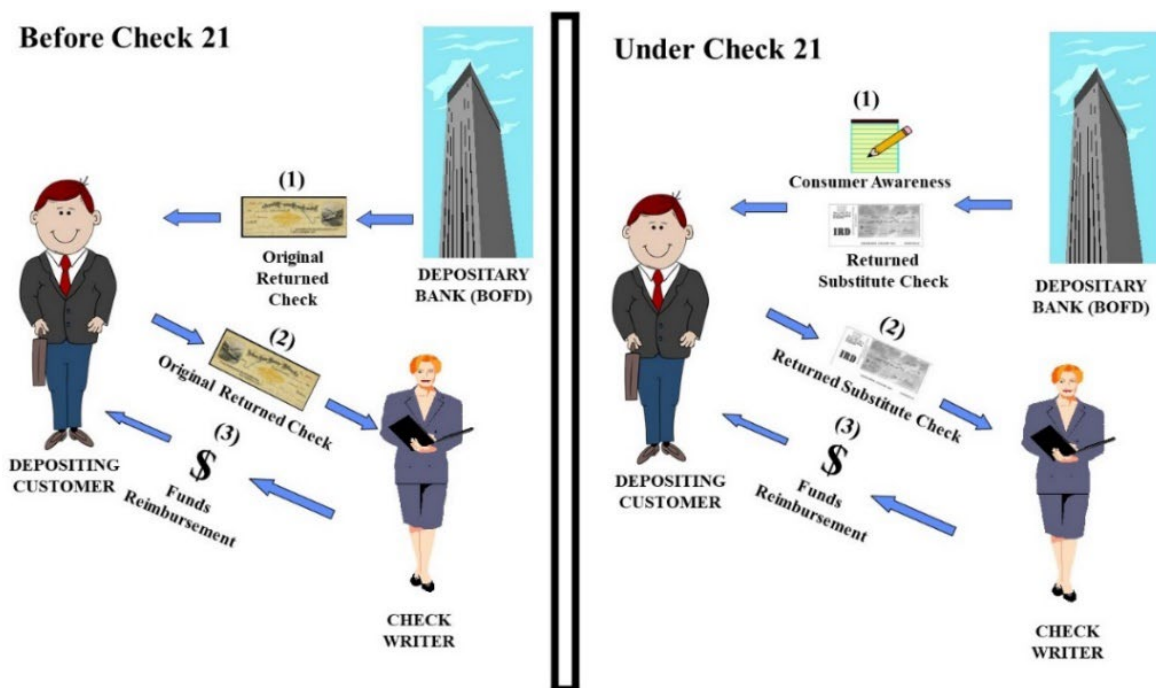 Before Check 21
(1)
Original
Returned
Check
DEPOSITARY
BANK (BOFD)
(2)
Original Returned Check
(3)
$
Funds
Reimbursement
DEPOSITING
CUSTOMER
CHECK
WRITER
Under Check 21
(1)
Consumer Awareness
IRD
Returned
Substitute Check
DEPOSITARY
BANK (BOFD)
(2)
IRD
Returned Substitute Check
(3)
$
Funds
Reimbursement
DEPOSITING
CUSTOMER
CHECK
WRITER